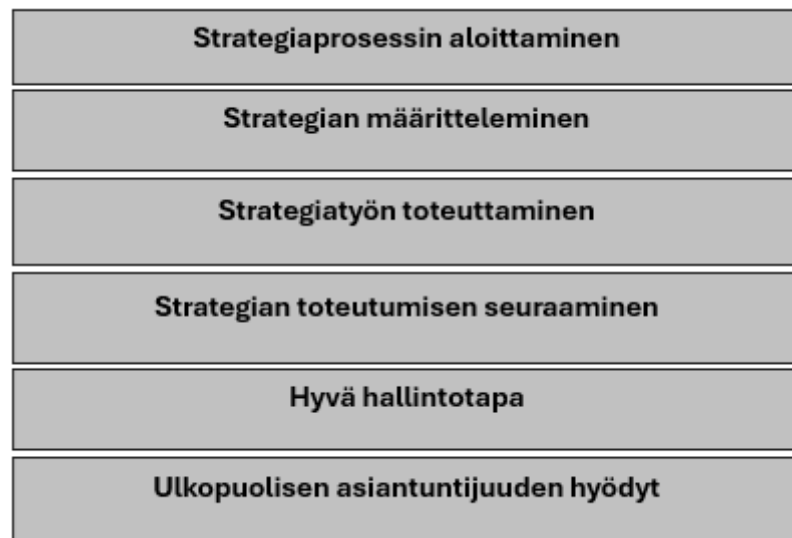 Strategiaprosessin aloittaminen
Strategian määritteleminen
Strategiatyön toteuttaminen
Strategian toteutumisen seuraaminen
Hyvä hallintotapa
Ulkopuolisen asiantuntijuuden hyödyt